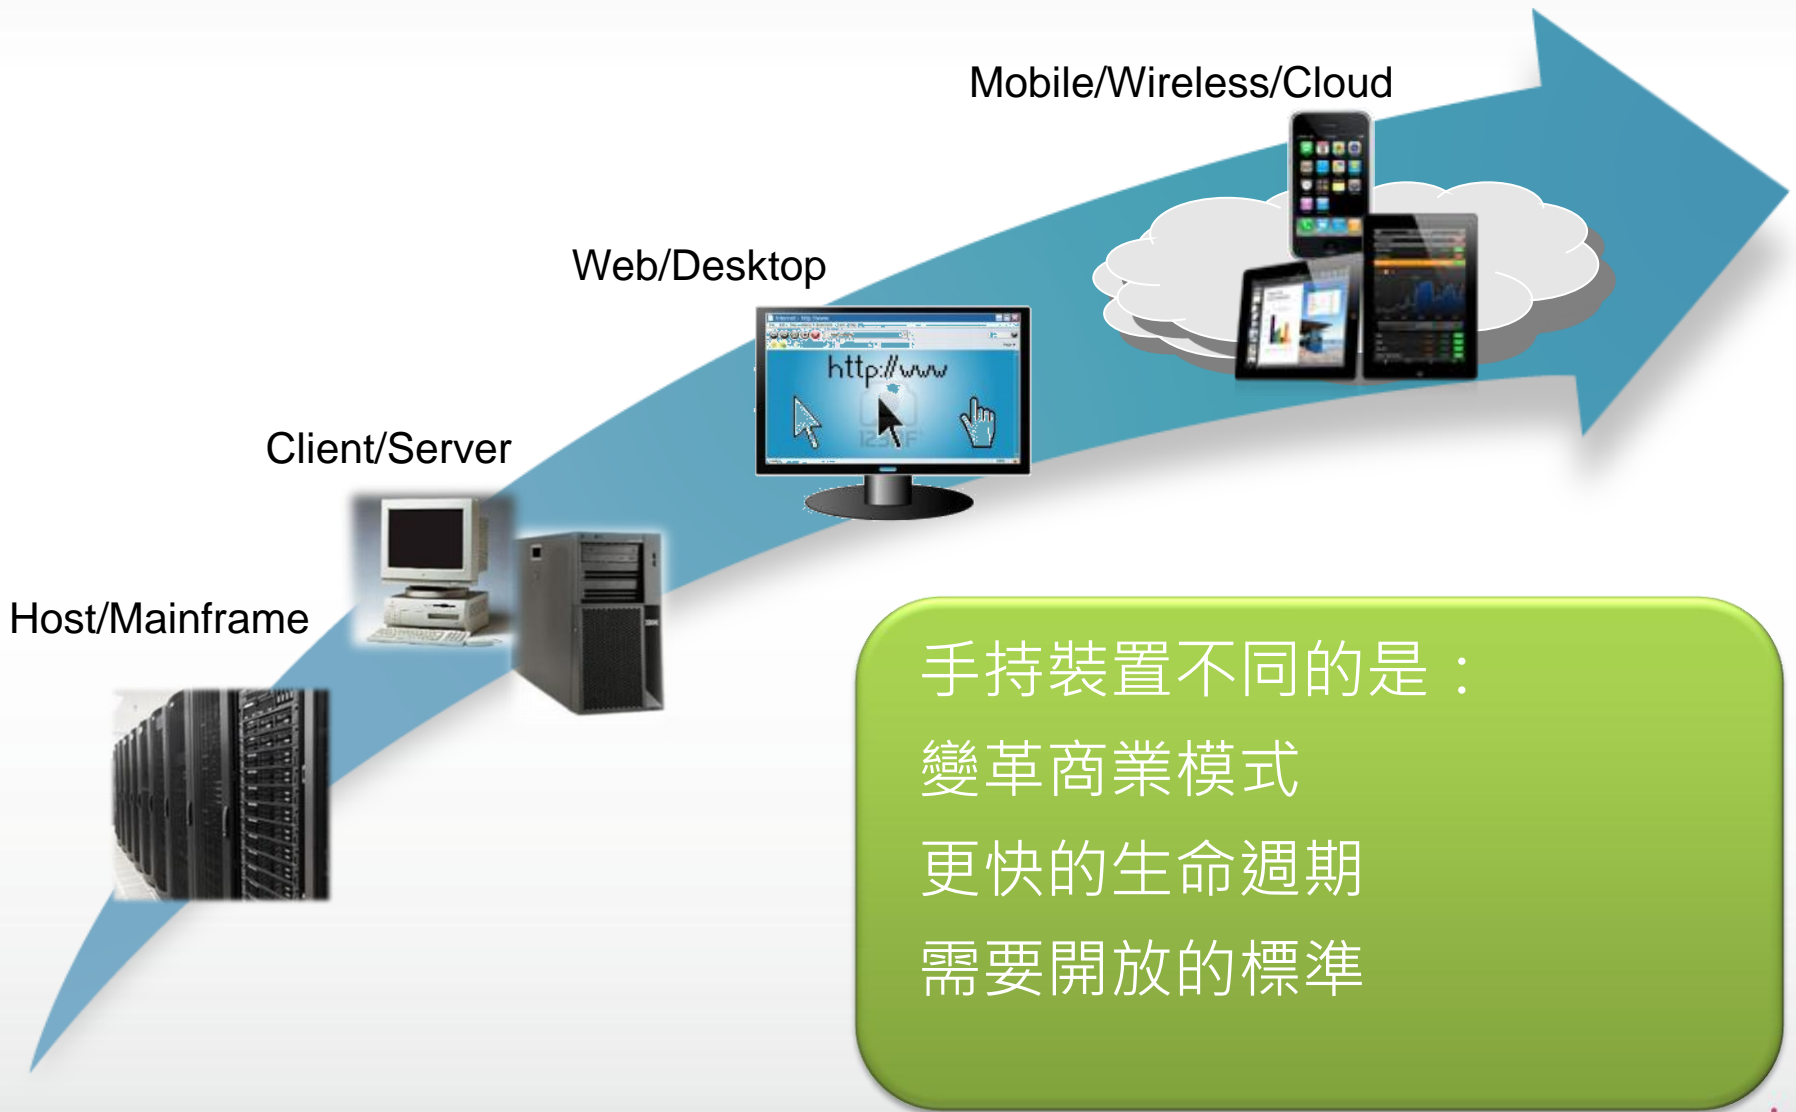 Mobile/Wireless/Cloud
Web/Desktop
http://www
Client/Server
Host/Mainframe
手持裝置不同的是：
變革商業模式
更快的生命週期
需要開放的標準